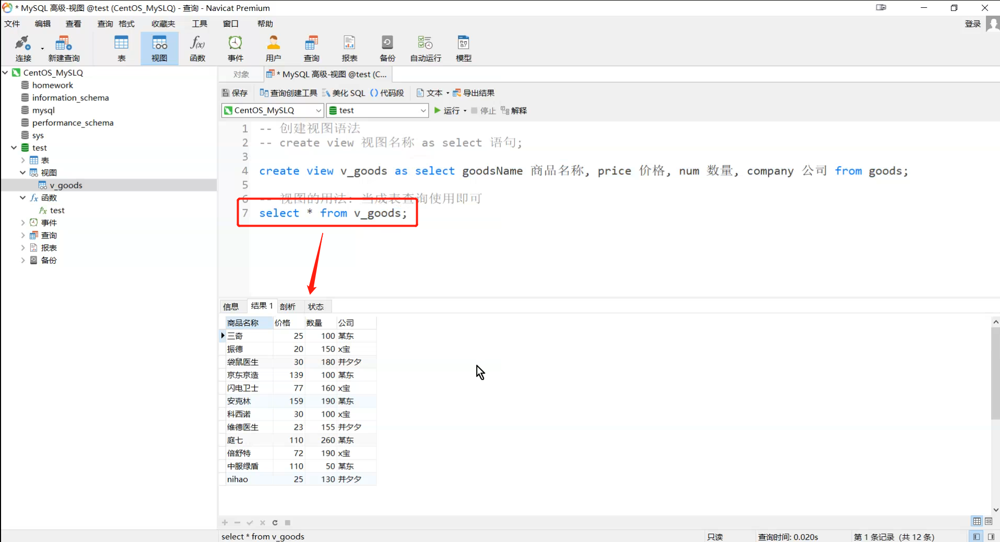 * MySQL 高级-视图 @test (CentOS_MySLQ) - 查询 - Navicat Premium
文件 编辑 查看 查询 格式 收藏夹 工具 窗口 帮助 登录
连接 新建查询 表 视图 函数 事件 用户 查询 报表 备份 自动运行 模型
CentOS_MySLQ
homework
information_schema
mysql
performance_schema
sys
test
表
视图
v_goods
函数
test
事件
查询
报表
备份
对象 * MySQL 高级-视图 @test (C...
保存 查询创建工具 美化 SQL () 代码段 文本 导出结果
CentOS_MySLQ test 运行 停止 解释
1 -- 创建视图语法
2 -- create view 视图名称 as select 语句;
3
4 create view v_goods as select goodsName 商品名称, price 价格, num 数量, company 公司 from goods;
5
6 -- 视图的用法: 当成表查询使用即可
7 select * from v_goods;
信息 结果 1 剖析 状态
商品名称 价格 数量 公司
三奇 25 100 某东
振德 20 150 x宝
袋鼠医生 30 180 并夕夕
京东京造 139 100 某东
闪电卫士 77 160 x宝
安克林 159 190 某东
科西诺 30 100 x宝
维德医生 23 155 并夕夕
庭七 110 260 某东
倍舒特 72 190 x宝
中服绿盾 110 50 某东
nihao 25 130 并夕夕
select * from v_goods 只读 查询时间: 0.020s 第 1 条记录 (共 12 条)